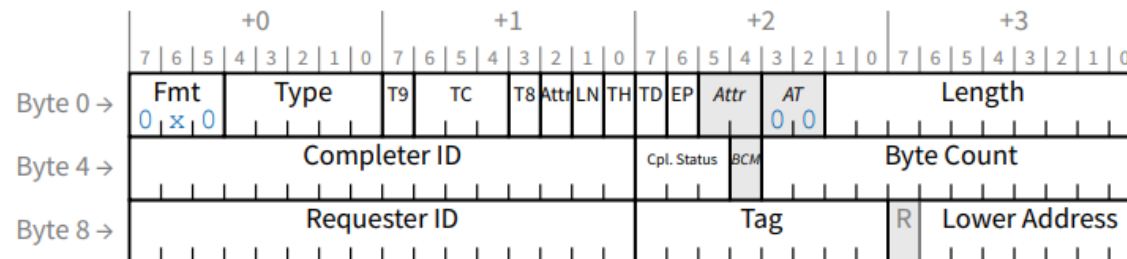 +0 +1 +2 +3
7 6 5 4 3 2 1 0 7 6 5 4 3 2 1 0 7 6 5 4 3 2 1 0 7 6 5 4 3 2 1 0
Byte 0 → Fmt Type T9 TC T8 Attr LN TH TD EP Attr AT Length
0 x 0 0 0
Byte 4 → Completer ID Cpl. Status BCM Byte Count
Byte 8 → Requester ID Tag R Lower Address